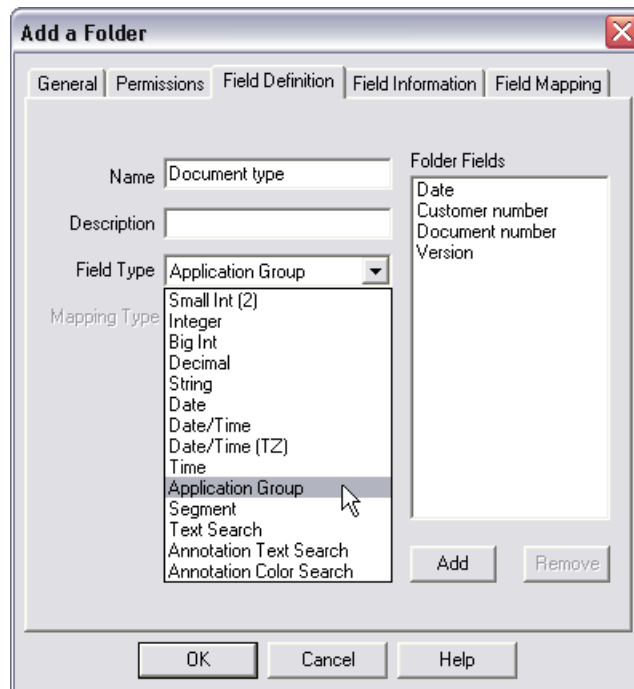 Add a Folder
General Permissions Field Definition Field Information Field Mapping
Name Document type
Description
Field Type Application Group
Mapping Type
Small Int (2)
Integer
Big Int
Decimal
String
Date
Date/Time
Date/Time (TZ)
Time
Application Group
Segment
Text Search
Annotation Text Search
Annotation Color Search
Folder Fields
Date
Customer number
Document number
Version
Add Remove
OK Cancel Help